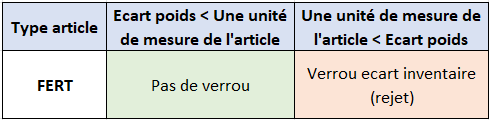 Type article
Ecart poids < Une unité
de mesure de l'article
Une unité de mesure de
l'article < Ecart poids
FERT
Pas de verrou
Verrou ecart inventaire
(rejet)